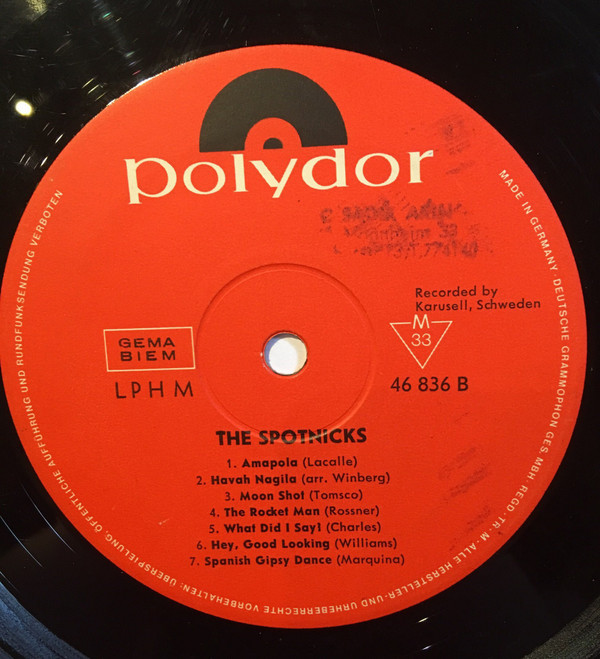 polydor
Mannheim
Recorded by
Karusell, Schweden
M
33
GEMA
BIEM
LPHM
46 836 B
THE SPOTNICKS
1. Amapola (Lacalle)
2. Havah Nagila (arr. Winberg)
3. Moon Shot (Tomsco)
4. The Rocket Man (Rossner)
5. What Did I Say! (Charles)
6. Hey, Good Looking (Williams)
7. Spanish Gipsy Dance (Marquina)
MADE IN GERMANY · DEUTSCHE GRAMMOPHON GES. MBH. · REGD · TR · M · ALLE HERSTELLER- UND URHEBERRECHTE VORBEHALTEN: ÜBERSPIELUNG, ÖFFENTLICHE AUFFÜHRUNG UND RUNDFUNKSENDUNG VERBOTEN